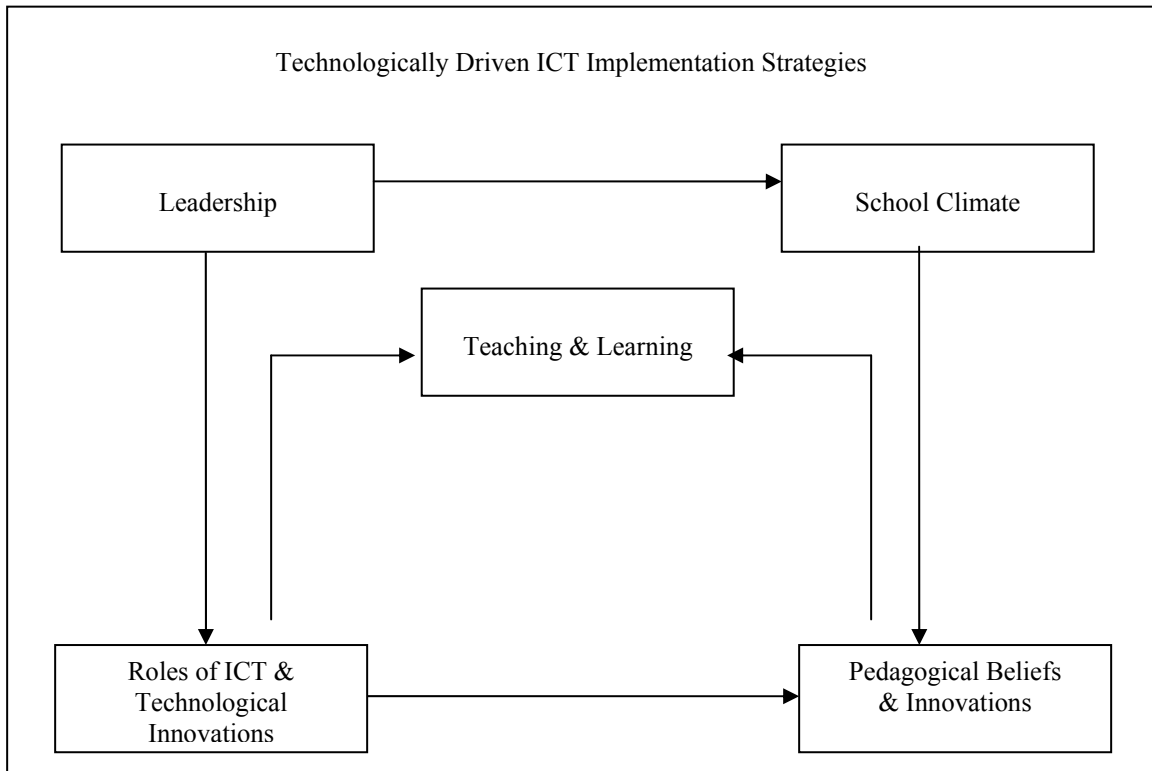 Technologically Driven ICT Implementation Strategies
Leadership
School Climate
Teaching & Learning
Roles of ICT &
Technological
Innovations
Pedagogical Beliefs
& Innovations